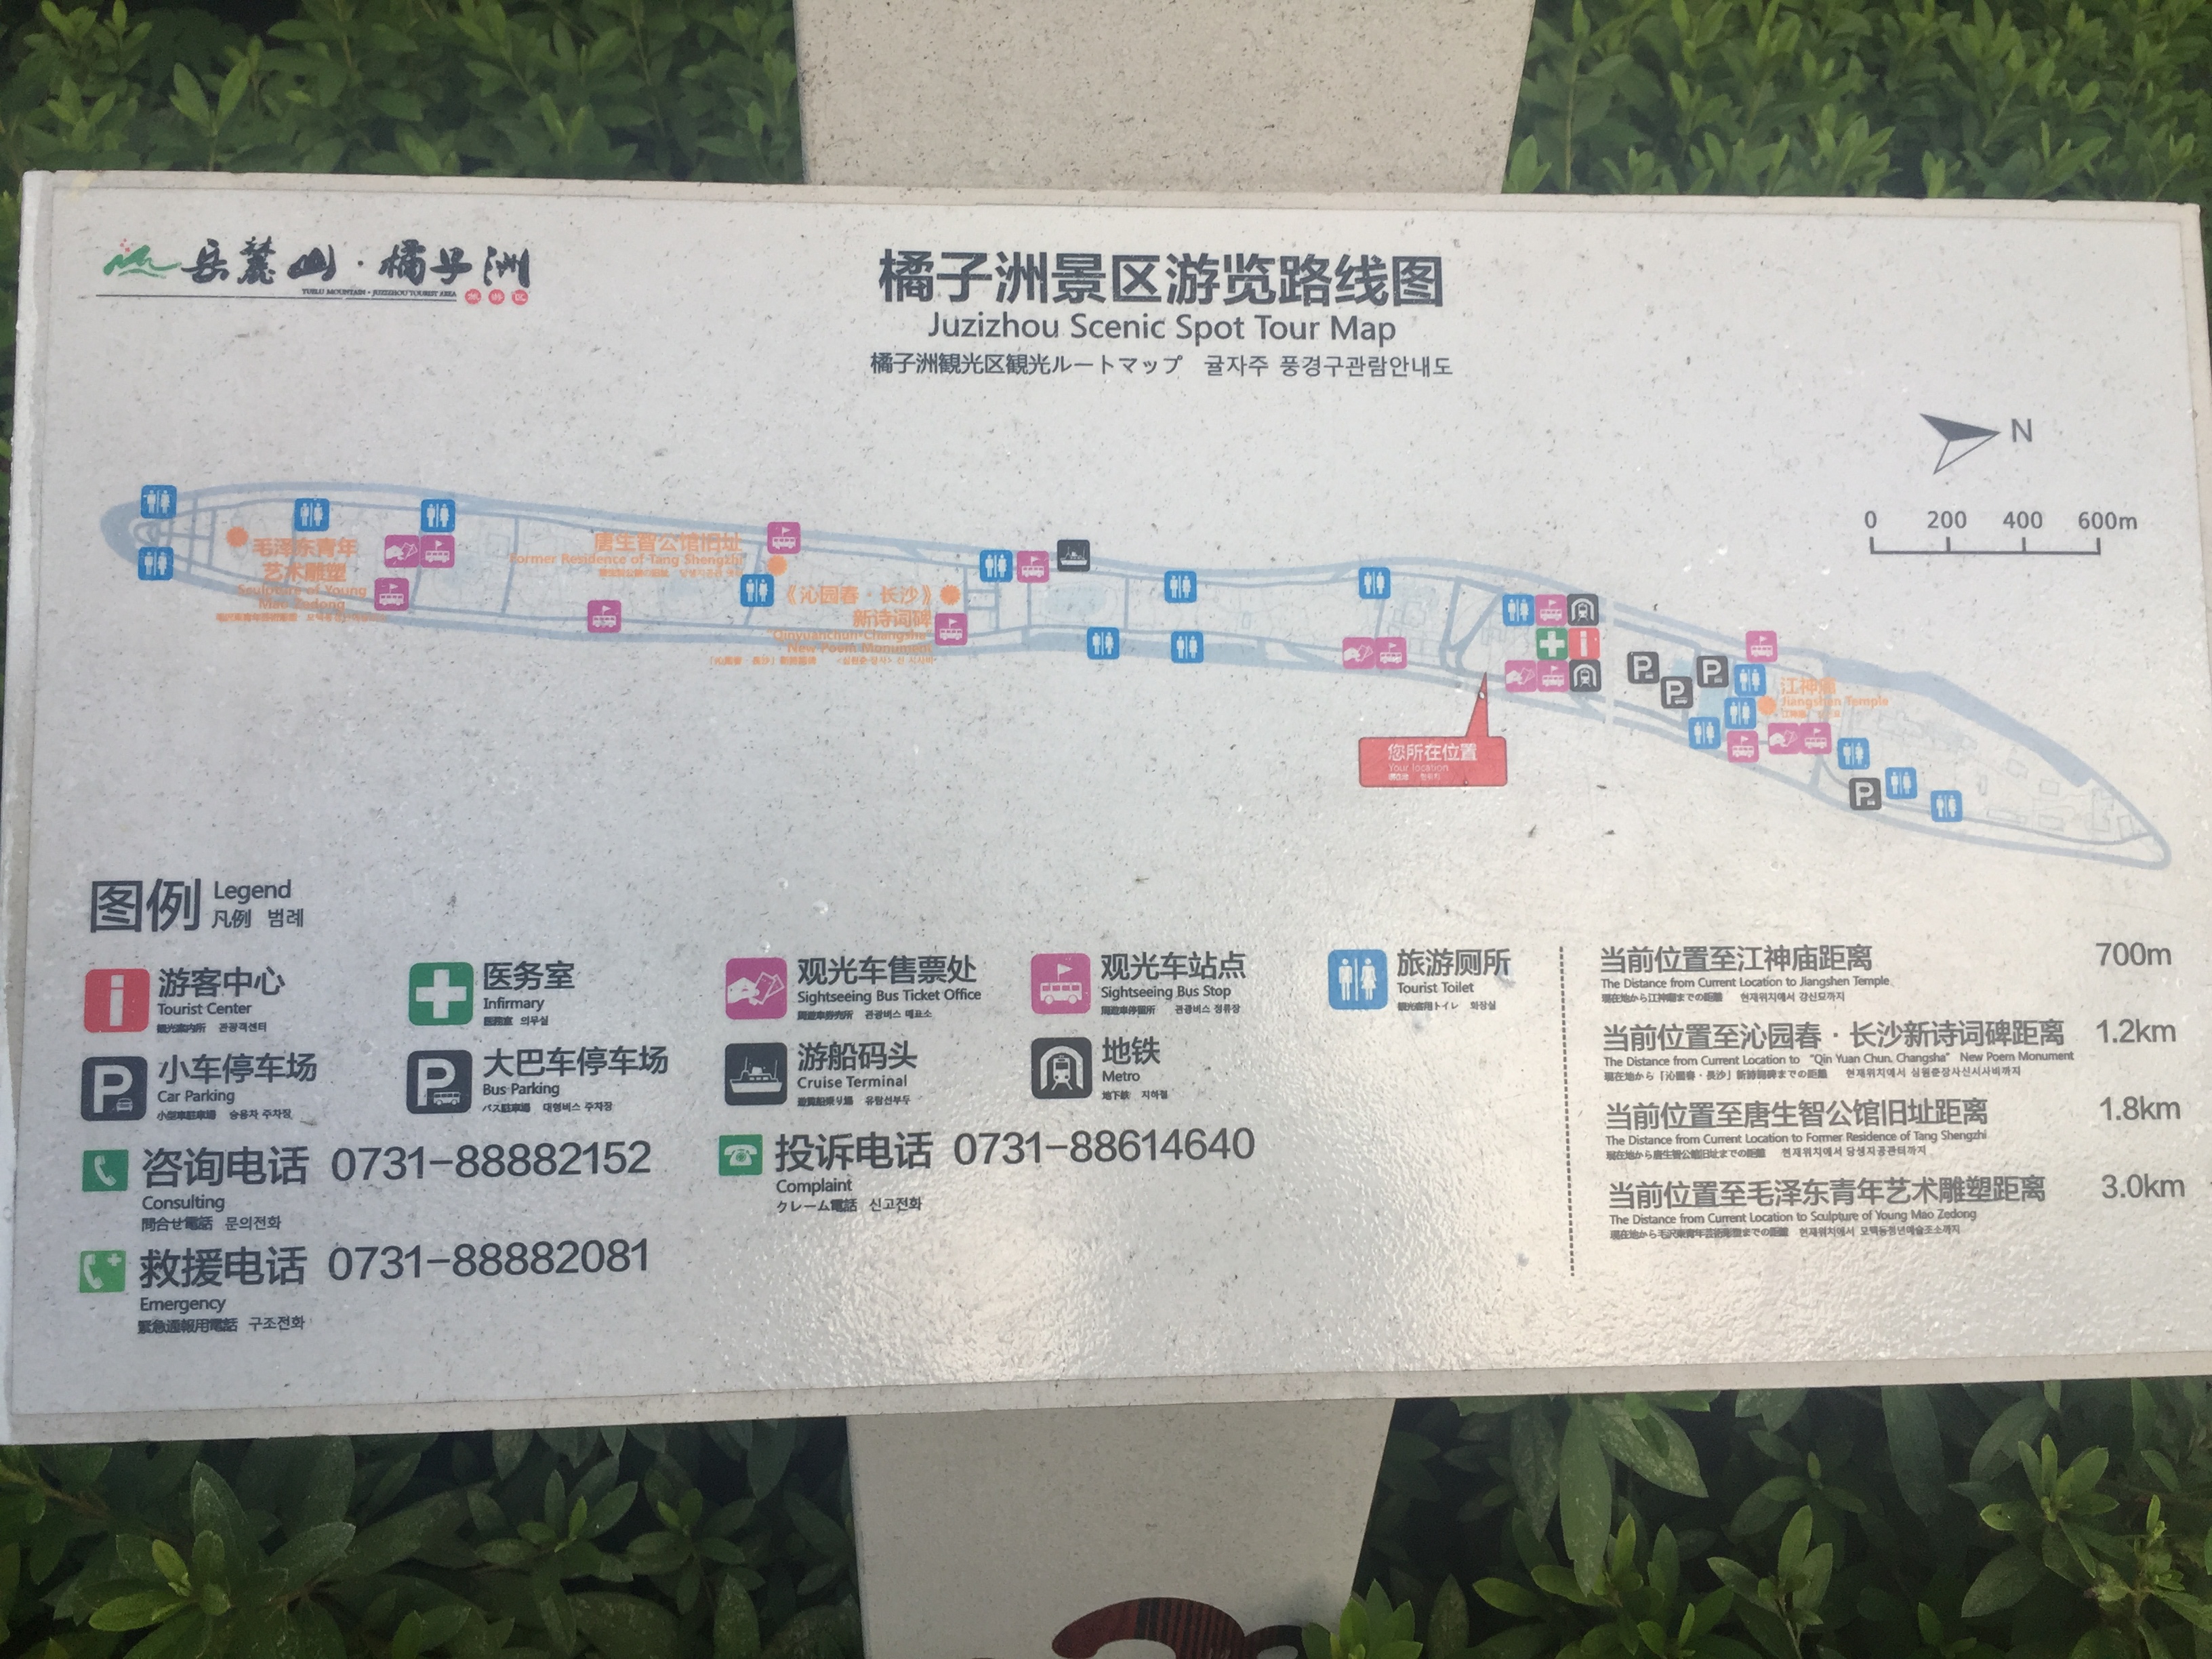 岳麓山·橘子洲
YUELU MOUNTAIN·JUZIZHOU TOURIST AREA
旅游区
橘子洲景区游览路线图
Juzizhou Scenic Spot Tour Map
橘子洲観光区観光ルートマップ 귤자주 풍경구관람안내도
N
0 200 400 600m
毛泽东青年
艺术雕塑
Sculpture of Young
Mao Zedong
唐生智公馆旧址
Former Residence of Tang Shengzhi
《沁园春·长沙》
新诗词碑
Qinyuanchun·Changsha
New Poem Monument
江神庙
Jiangshen Temple
您所在位置
Your location
图例 Legend
凡例 범례
游客中心
Tourist Center
観光案内所 관광객센터
医务室
Infirmary
医務室 의무실
观光车售票处
Sightseeing Bus Ticket Office
周遊車券売所 관광버스 매표소
观光车站点
Sightseeing Bus Stop
周遊車停留所 관광버스 정류장
旅游厕所
Tourist Toilet
観光客用トイレ 화장실
小车停车场
Car Parking
小型車駐車場 승용차 주차장
大巴车停车场
Bus Parking
バス駐車場 대형버스 주차장
游船码头
Cruise Terminal
遊覧船乗り場 유람선부두
地铁
Metro
地下鉄 지하철
咨询电话 0731-88882152
Consulting
問合せ電話 문의전화
投诉电话 0731-88614640
Complaint
クレーム電話 신고전화
救援电话 0731-88882081
Emergency
緊急通報用電話 구조전화
当前位置至江神庙距离 700m
The Distance from Current Location to Jiangshen Temple
現在地から江神廟までの距離 현재위치에서 강신묘까지
当前位置至沁园春·长沙新诗词碑距离 1.2km
The Distance from Current Location to “Qin Yuan Chun. Changsha” New Poem Monument
現在地から「沁園春·長沙」新詩詞碑までの距離 현재위치에서 심원춘장사신시사비까지
当前位置至唐生智公馆旧址距离 1.8km
The Distance from Current Location to Former Residence of Tang Shengzhi
現在地から唐生智公館旧址までの距離 현재위치에서 당생지공관터까지
当前位置至毛泽东青年艺术雕塑距离 3.0km
The Distance from Current Location to Sculpture of Young Mao Zedong
現在地から毛沢東青年芸術彫塑までの距離 현재위치에서 모택동청년예술조소까지